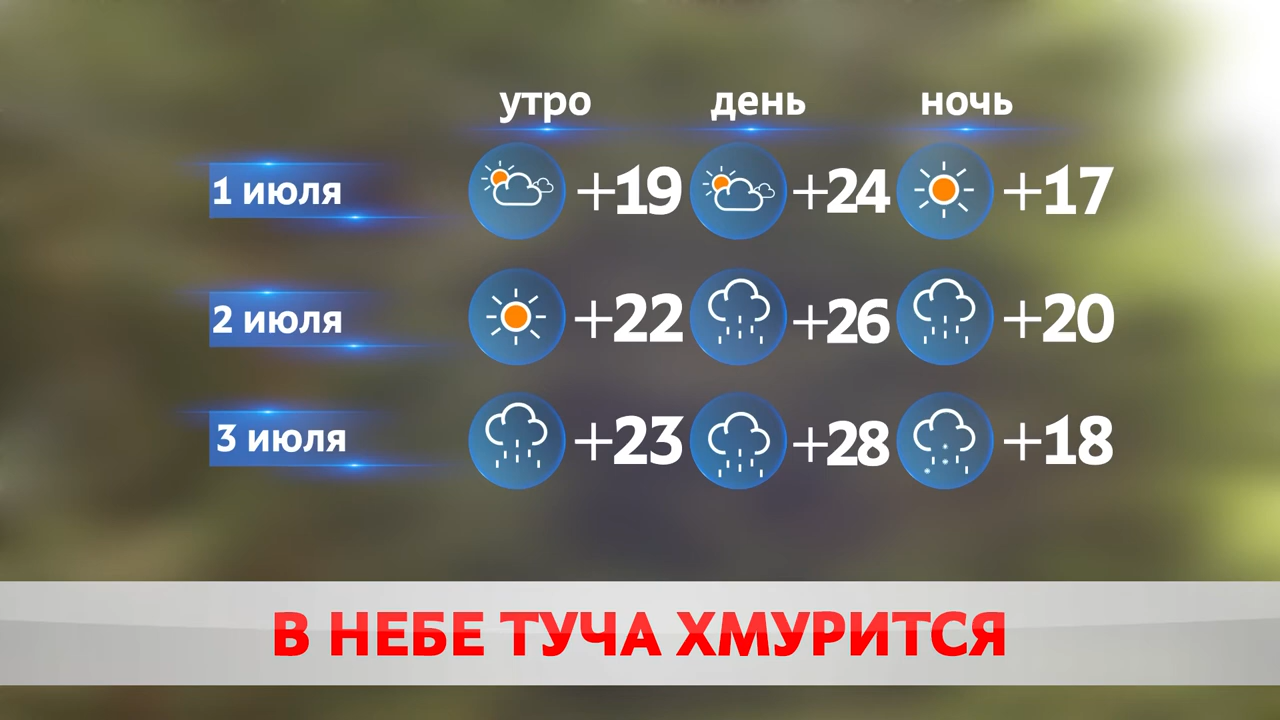 утро день ночь
1 июля +19 +24 +17
2 июля +22 +26 +20
3 июля +23 +28 +18
В НЕБЕ ТУЧА ХМУРИТСЯ